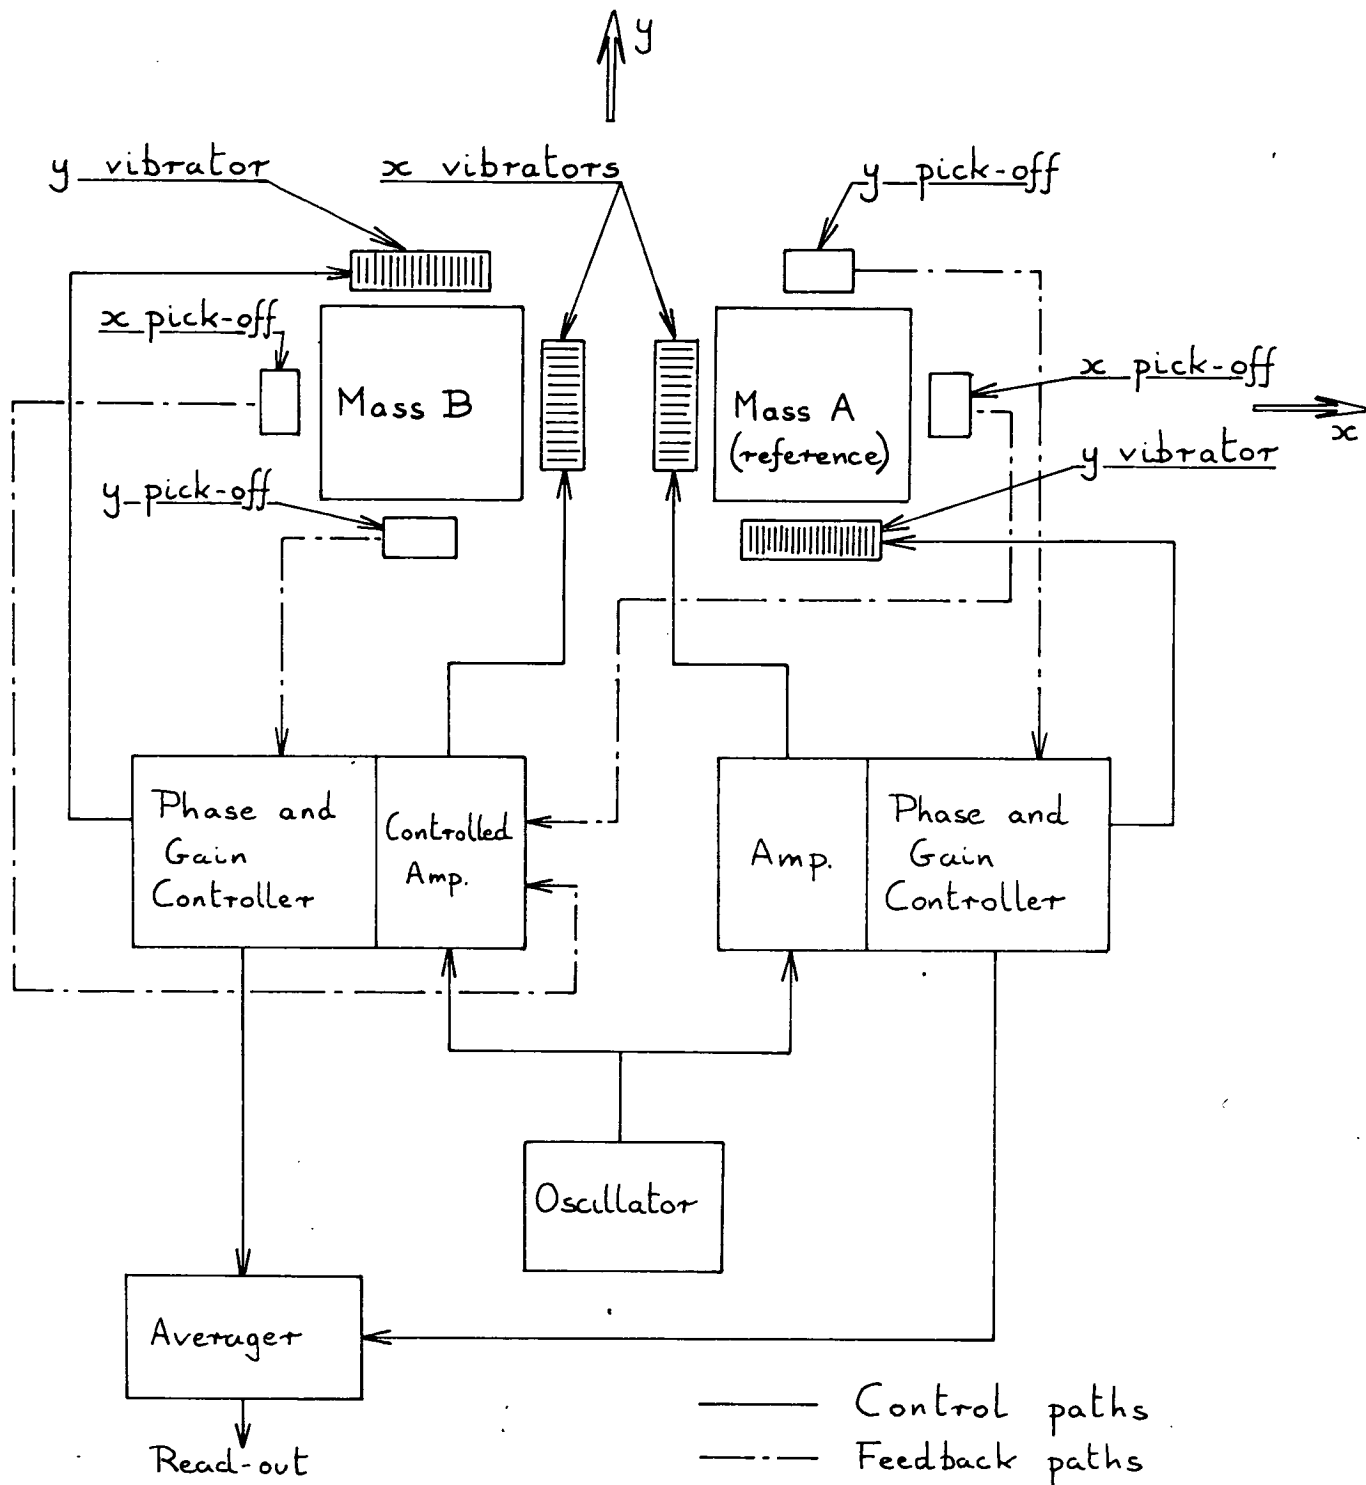 y
y vibrator
x vibrators
y pick-off
x pick-off
Mass B
Mass A
(reference)
x pick-off
x
y vibrator
y pick-off
Phase and
Gain
Controller
Controlled
Amp.
Amp.
Phase and
Gain
Controller
Oscillator
Averager
Read-out
Control paths
Feedback paths